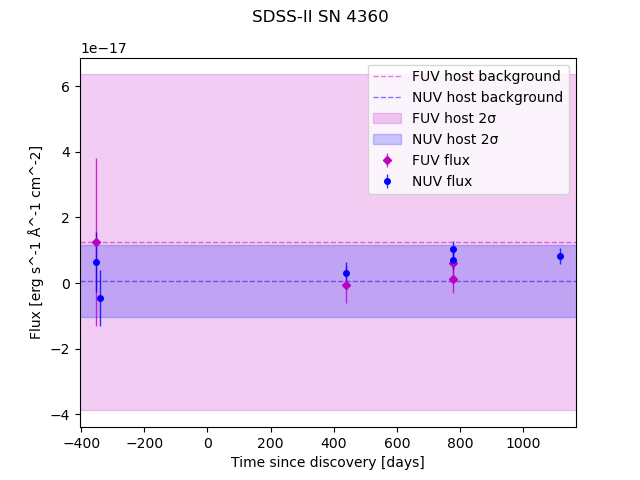 SDSS-II SN 4360
1e−17
FUV host background
NUV host background
FUV host 2σ
NUV host 2σ
FUV flux
NUV flux
6
4
2
0
−2
−4
Flux [erg s^-1 Å^-1 cm^-2]
−400 −200 0 200 400 600 800 1000
Time since discovery [days]